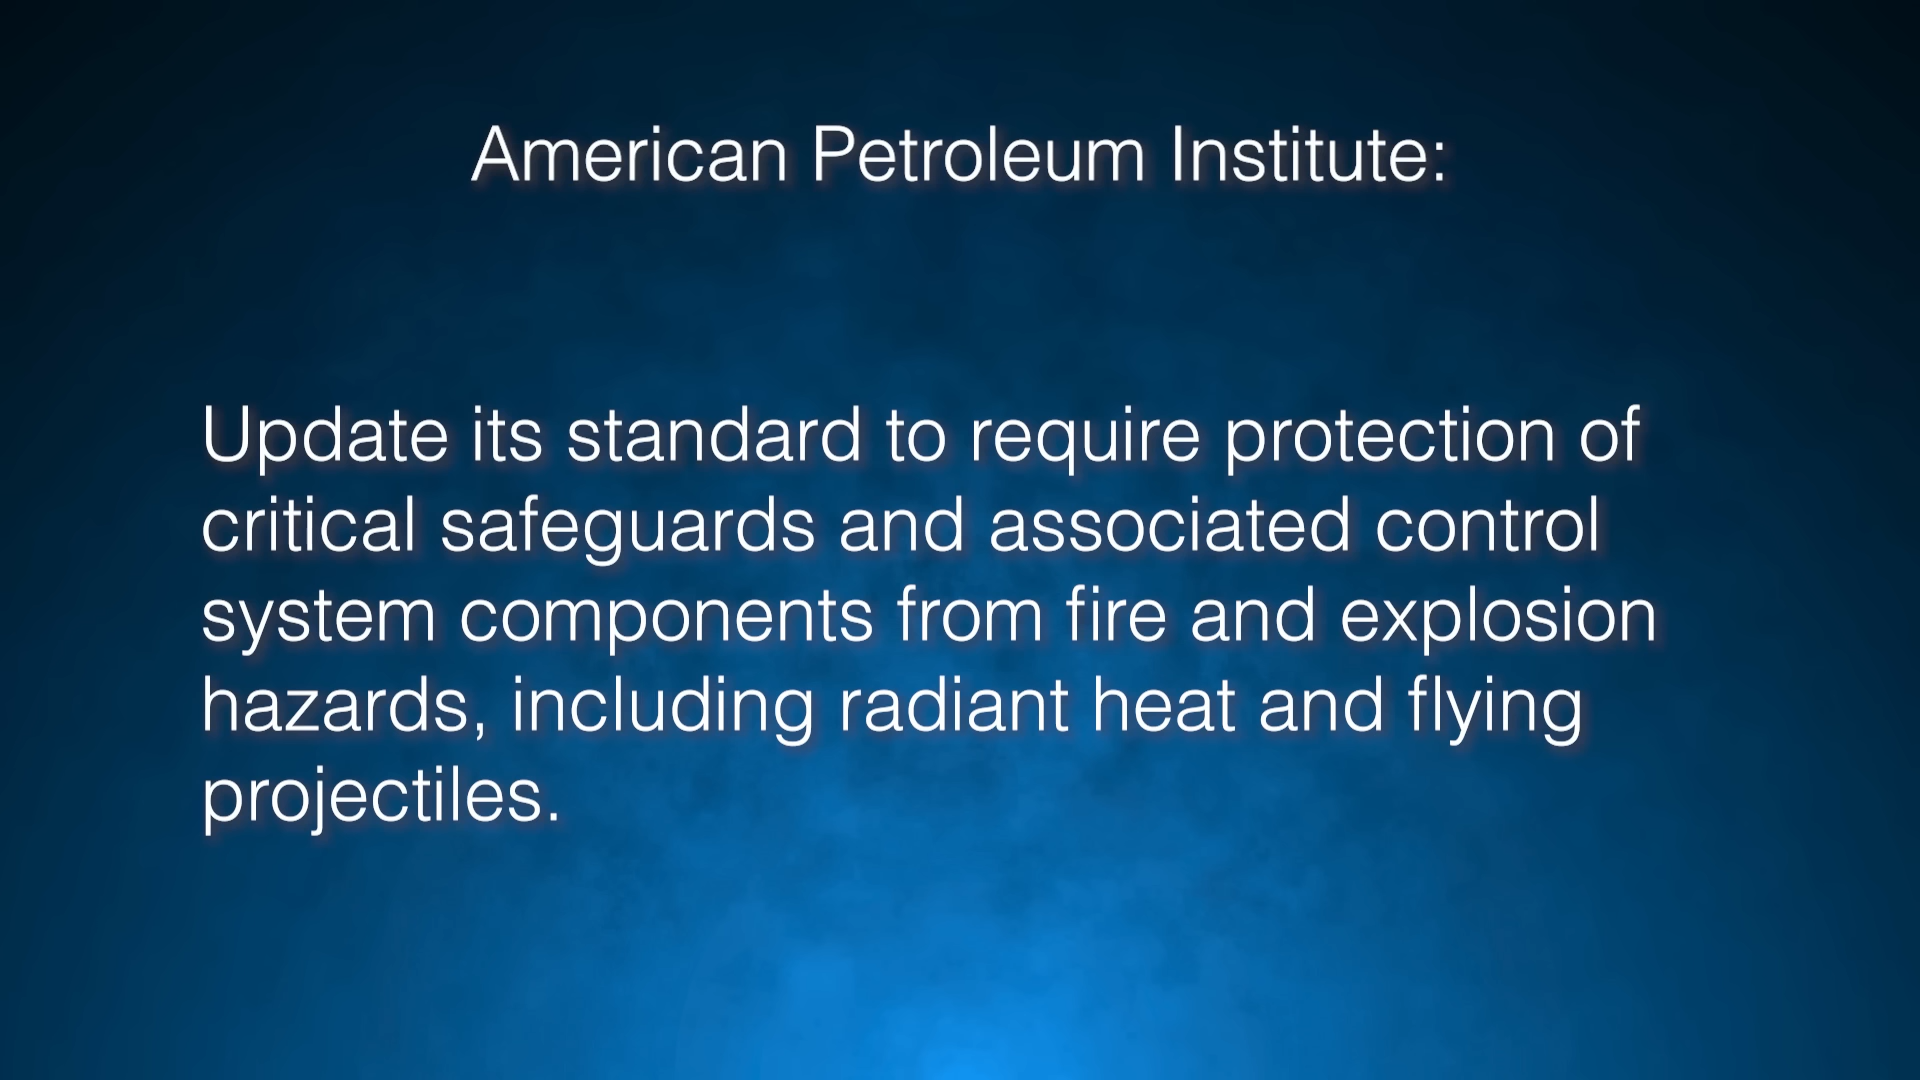 American Petroleum Institute:
Update its standard to require protection of
critical safeguards and associated control
system components from fire and explosion
hazards, including radiant heat and flying
projectiles.